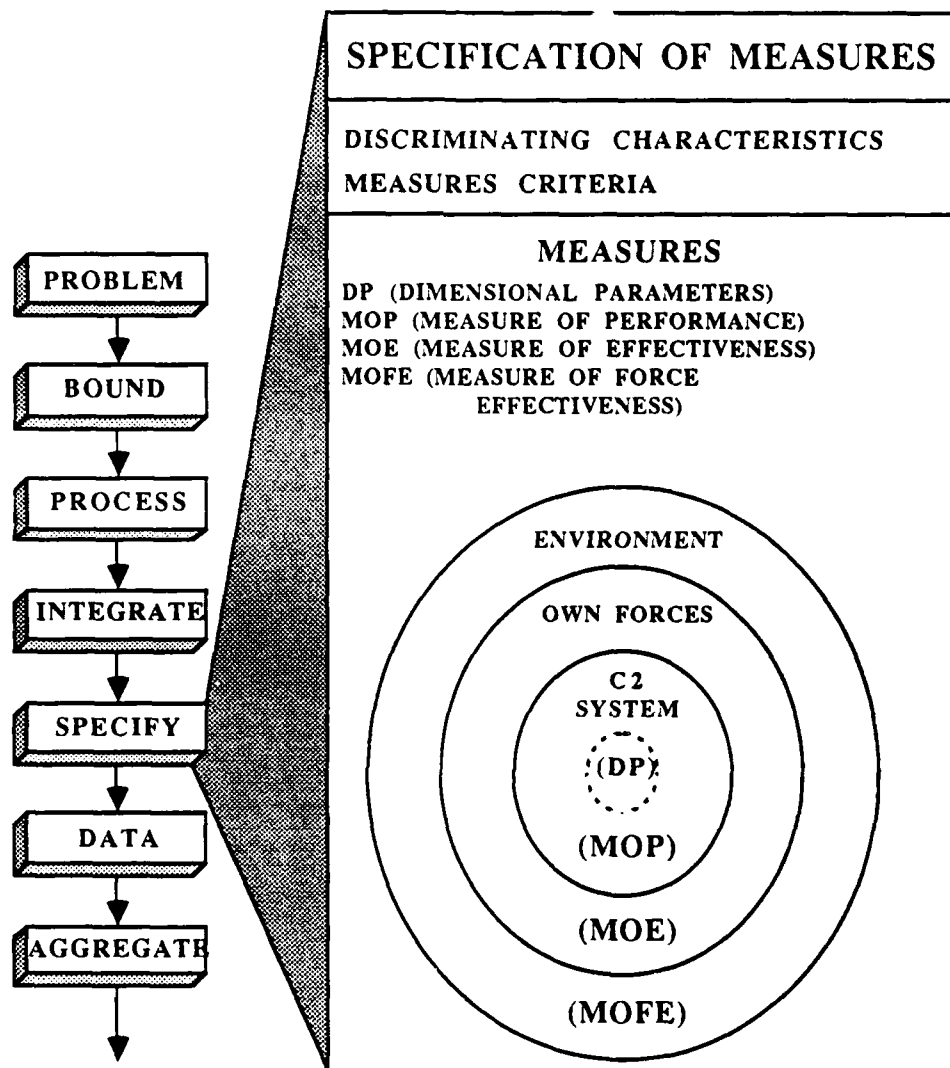 SPECIFICATION OF MEASURES
DISCRIMINATING CHARACTERISTICS
MEASURES CRITERIA
MEASURES
DP (DIMENSIONAL PARAMETERS)
MOP (MEASURE OF PERFORMANCE)
MOE (MEASURE OF EFFECTIVENESS)
MOFE (MEASURE OF FORCE
EFFECTIVENESS)
PROBLEM
BOUND
PROCESS
INTEGRATE
SPECIFY
DATA
AGGREGATE
ENVIRONMENT
OWN FORCES
C2
SYSTEM
(DP)
(MOP)
(MOE)
(MOFE)